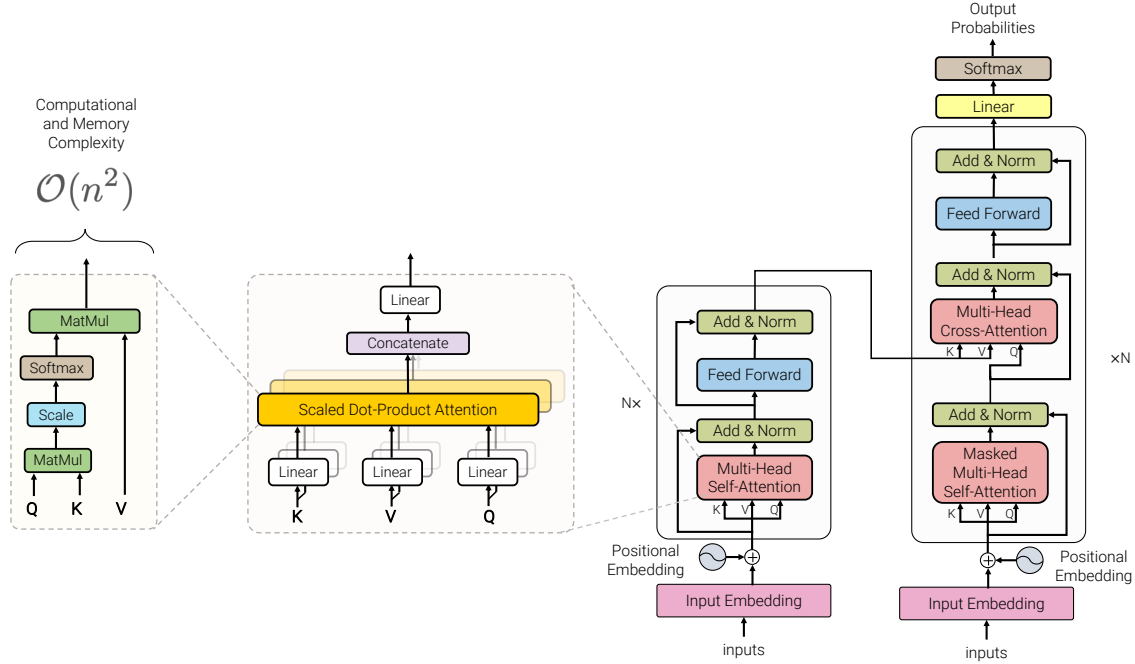 Computational
and Memory
Complexity
𝒪(n²)
MatMul
Softmax
Scale
MatMul
Q K V
Linear
Concatenate
Scaled Dot-Product Attention
Linear Linear Linear
K V Q
N×
Add & Norm
Feed Forward
Add & Norm
Multi-Head
Self-Attention
K V Q
Positional
Embedding
Input Embedding
inputs
Output
Probabilities
Softmax
Linear
Add & Norm
Feed Forward
Add & Norm
Multi-Head
Cross-Attention
K V Q
×N
Add & Norm
Masked
Multi-Head
Self-Attention
K V Q
Positional
Embedding
Input Embedding
inputs